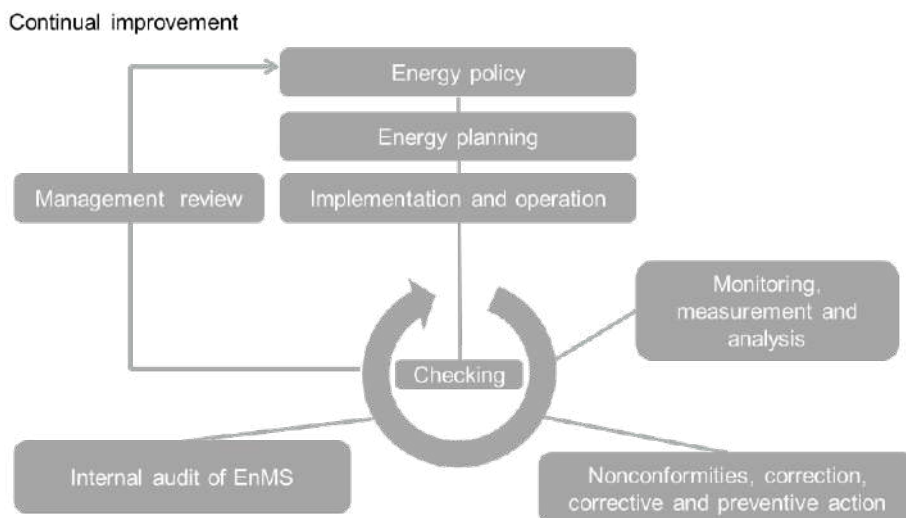 Continual improvement
Energy policy
Energy planning
Management review
Implementation and operation
Monitoring,
measurement and
analysis
Checking
Internal audit of EnMS
Nonconformities, correction,
corrective and preventive action